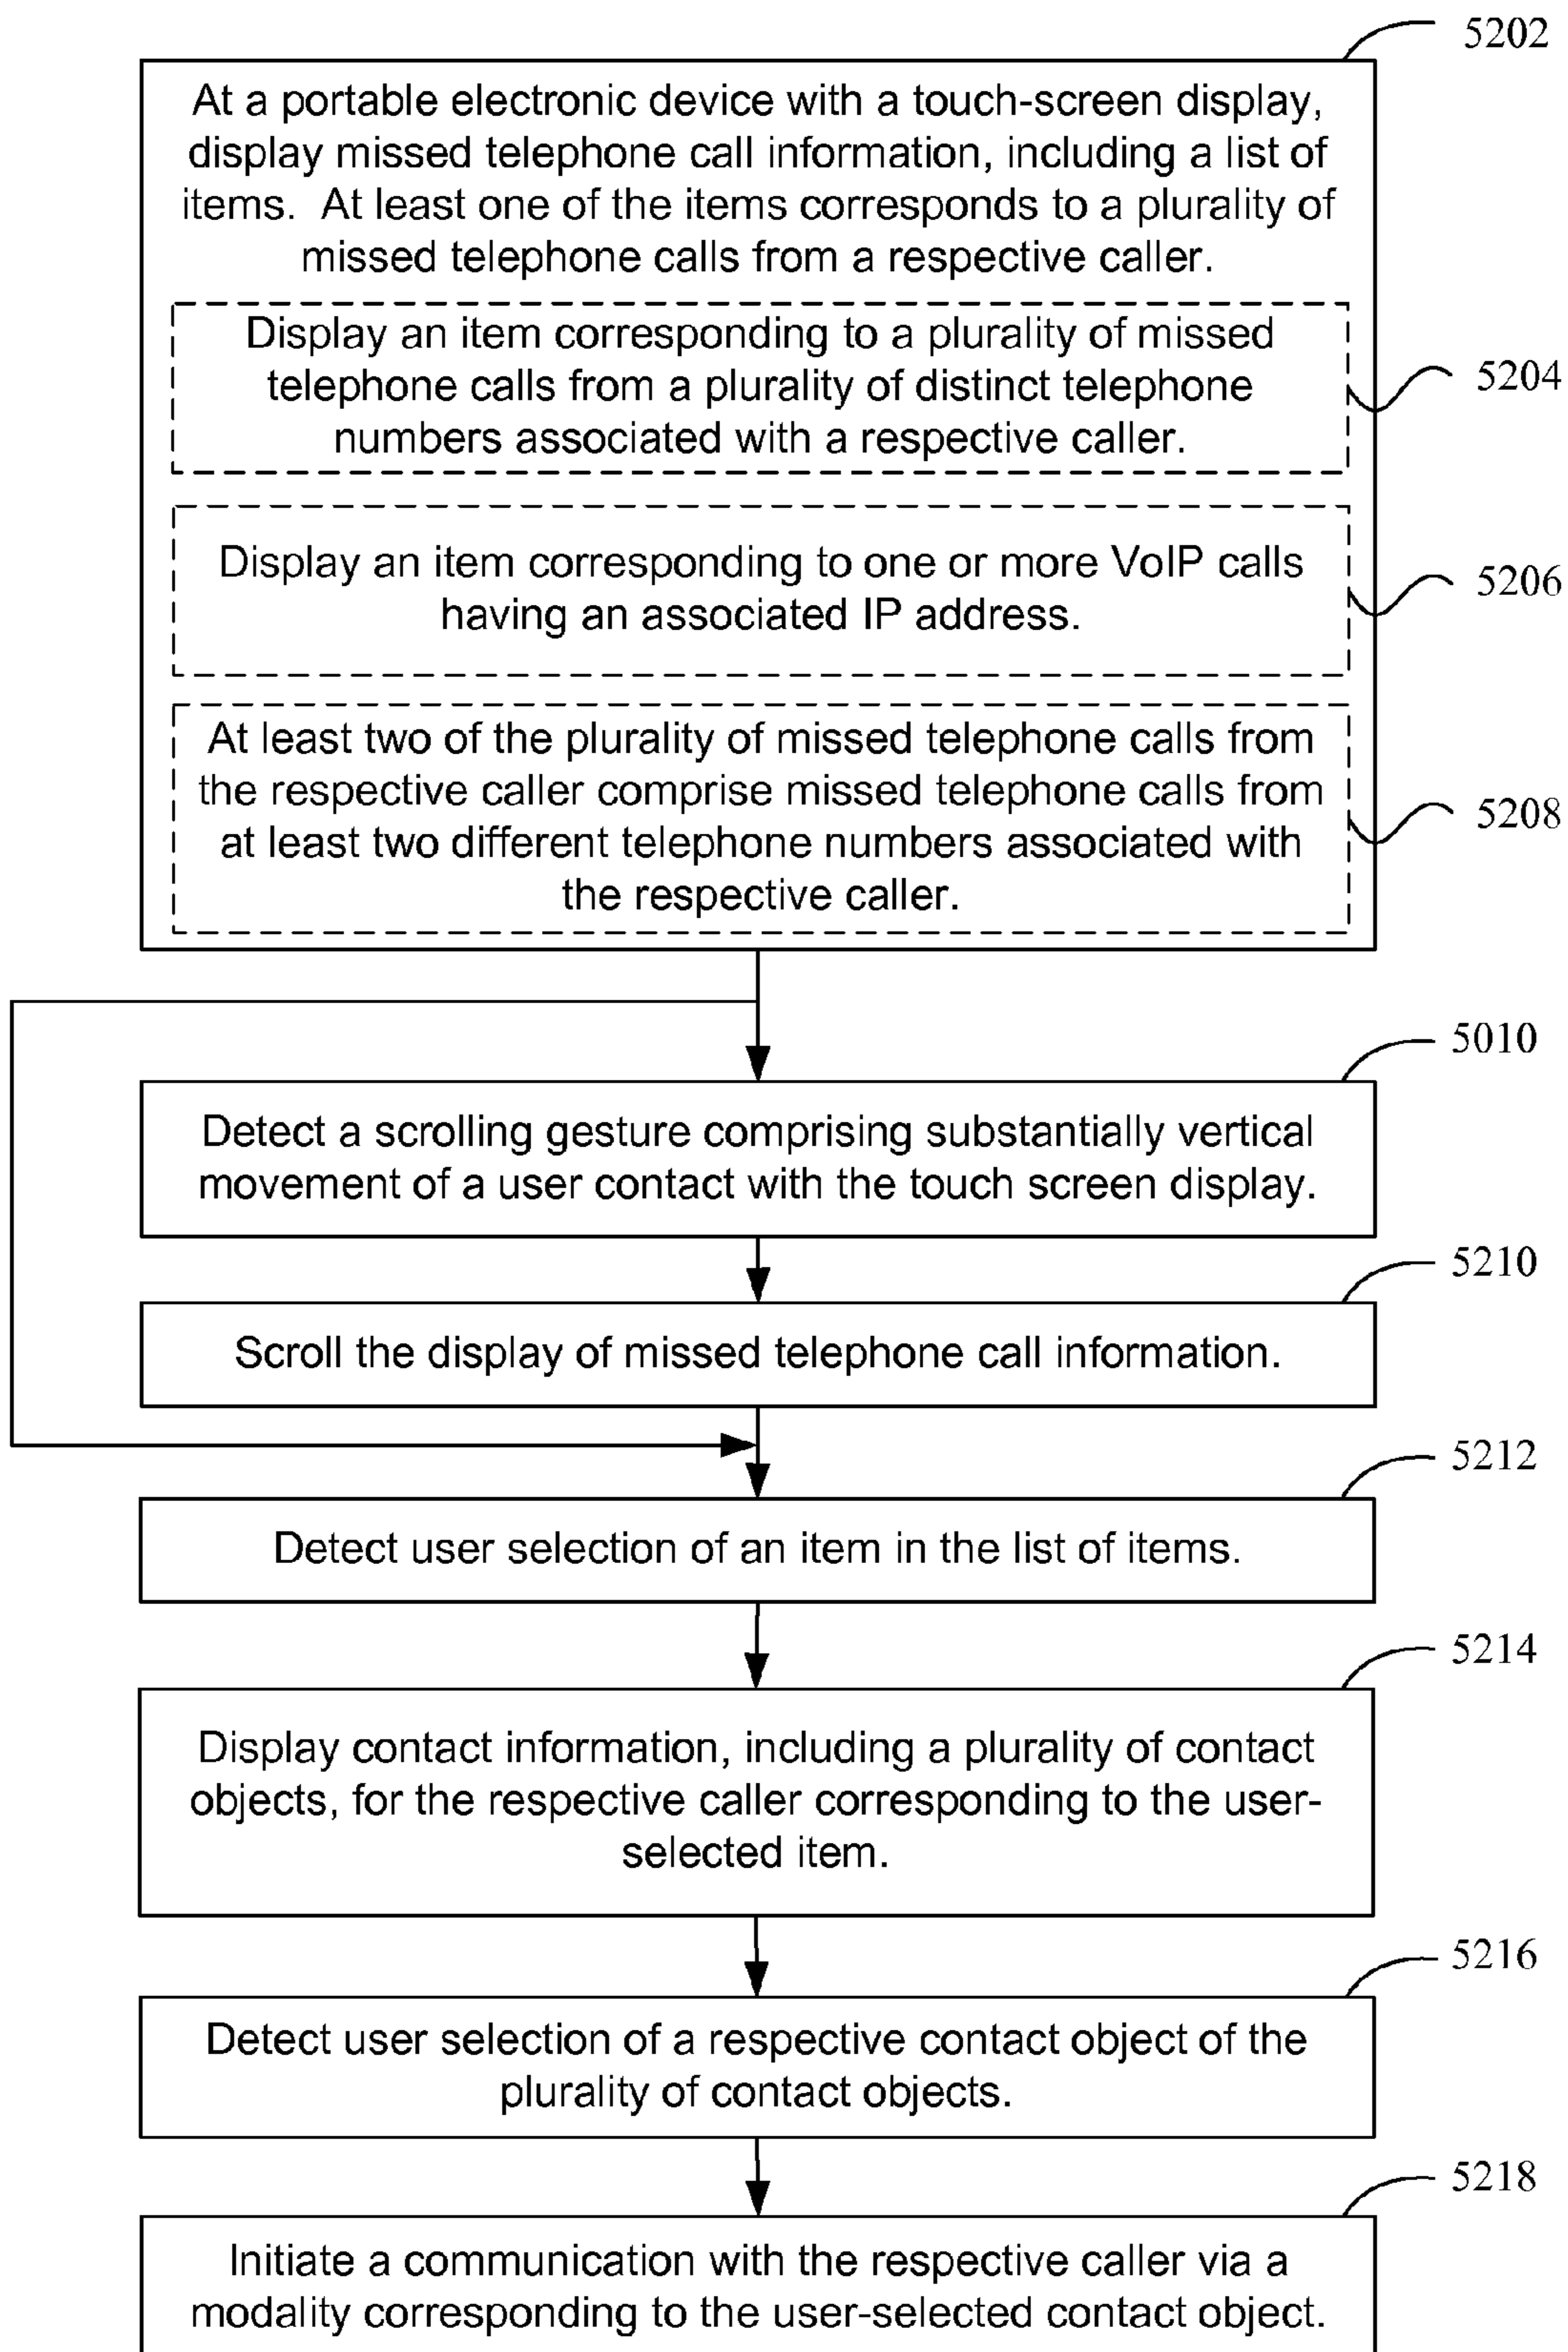 5202
At a portable electronic device with a touch-screen display,
display missed telephone call information, including a list of
items.  At least one of the items corresponds to a plurality of
missed telephone calls from a respective caller.
Display an item corresponding to a plurality of missed
telephone calls from a plurality of distinct telephone
numbers associated with a respective caller.
5204
Display an item corresponding to one or more VoIP calls
having an associated IP address.
5206
At least two of the plurality of missed telephone calls from
the respective caller comprise missed telephone calls from
at least two different telephone numbers associated with
the respective caller.
5208
5010
Detect a scrolling gesture comprising substantially vertical
movement of a user contact with the touch screen display.
5210
Scroll the display of missed telephone call information.
5212
Detect user selection of an item in the list of items.
5214
Display contact information, including a plurality of contact
objects, for the respective caller corresponding to the user-
selected item.
5216
Detect user selection of a respective contact object of the
plurality of contact objects.
5218
Initiate a communication with the respective caller via a
modality corresponding to the user-selected contact object.